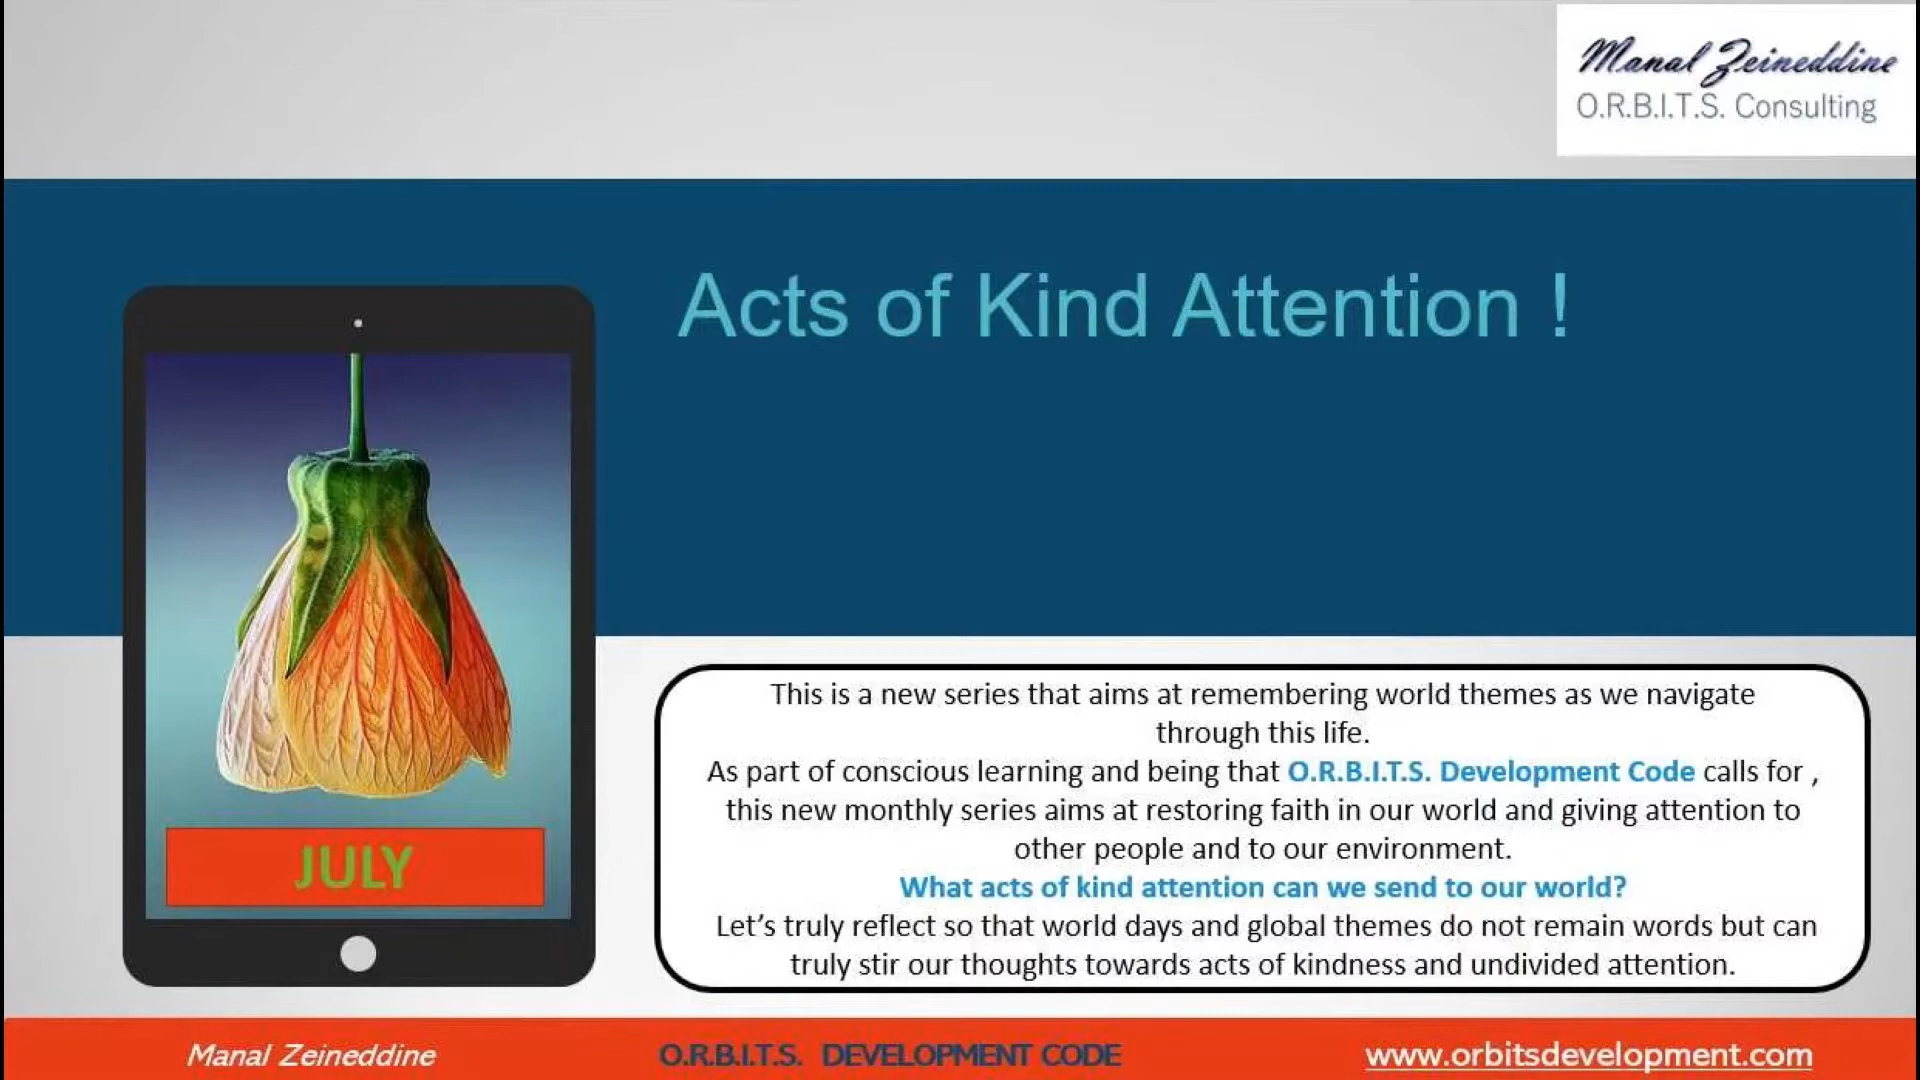 Manal Zeineddine
O.R.B.I.T.S. Consulting
Acts of Kind Attention !
JULY
This is a new series that aims at remembering world themes as we navigate
through this life.
As part of conscious learning and being that O.R.B.I.T.S. Development Code calls for ,
this new monthly series aims at restoring faith in our world and giving attention to
other people and to our environment.
What acts of kind attention can we send to our world?
Let’s truly reflect so that world days and global themes do not remain words but can
truly stir our thoughts towards acts of kindness and undivided attention.
Manal Zeineddine
O.R.B.I.T.S. DEVELOPMENT CODE
www.orbitsdevelopment.com